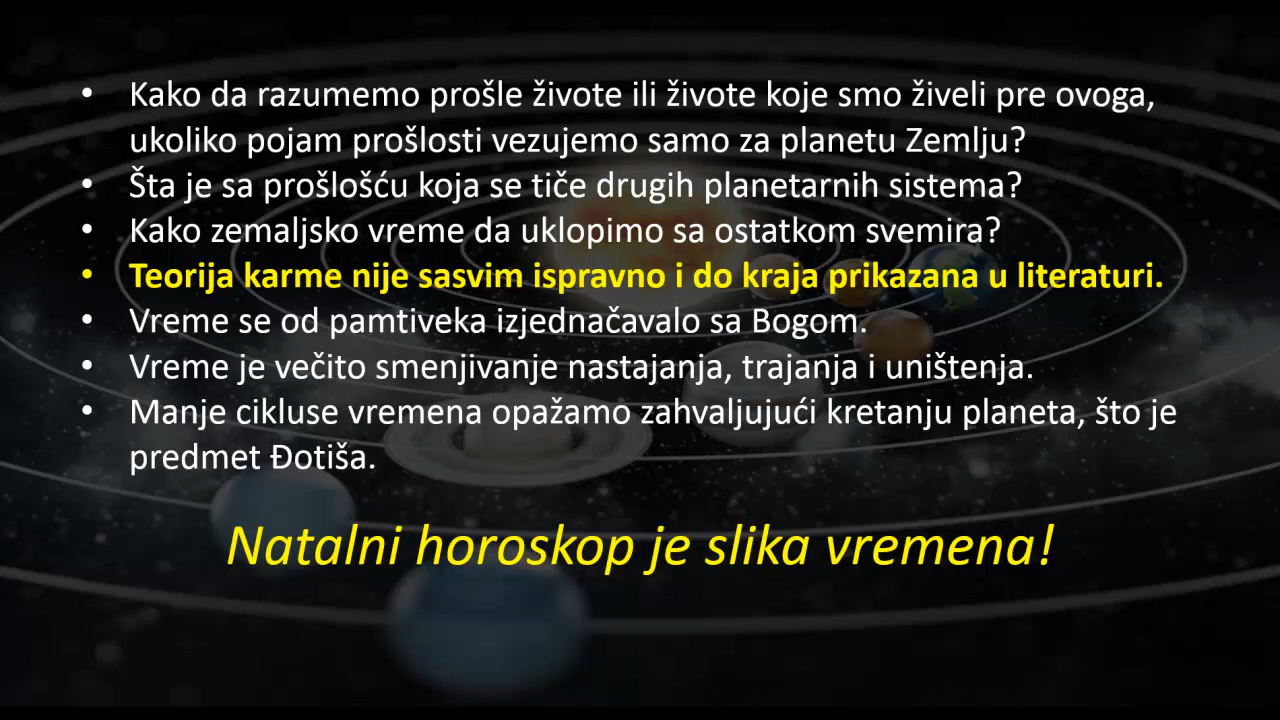 • Kako da razumemo prošle živote ili živote koje smo živeli pre ovoga,
ukoliko pojam prošlosti vezujemo samo za planetu Zemlju?
• Šta je sa prošlošću koja se tiče drugih planetarnih sistema?
• Kako zemaljsko vreme da uklopimo sa ostatkom svemira?
• Teorija karme nije sasvim ispravno i do kraja prikazana u literaturi.
• Vreme se od pamtiveka izjednačavalo sa Bogom.
• Vreme je večito smenjivanje nastajanja, trajanja i uništenja.
• Manje cikluse vremena opažamo zahvaljujući kretanju planeta, što je
predmet Đotiša.
Natalni horoskop je slika vremena!